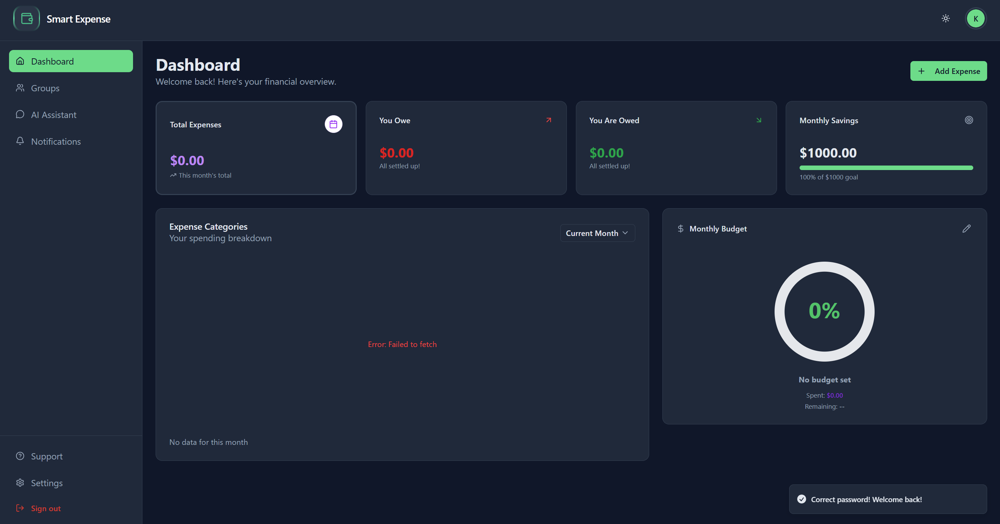 Smart Expense
K
Dashboard
Groups
AI Assistant
Notifications
Support
Settings
Sign out
Dashboard
Welcome back! Here's your financial overview.
Add Expense
Total Expenses
$0.00
This month's total
You Owe
$0.00
All settled up!
You Are Owed
$0.00
All settled up!
Monthly Savings
$1000.00
100% of $1000 goal
Expense Categories
Your spending breakdown
Current Month
Error: Failed to fetch
No data for this month
$ Monthly Budget
0%
No budget set
Spent: $0.00
Remaining: --
Correct password! Welcome back!